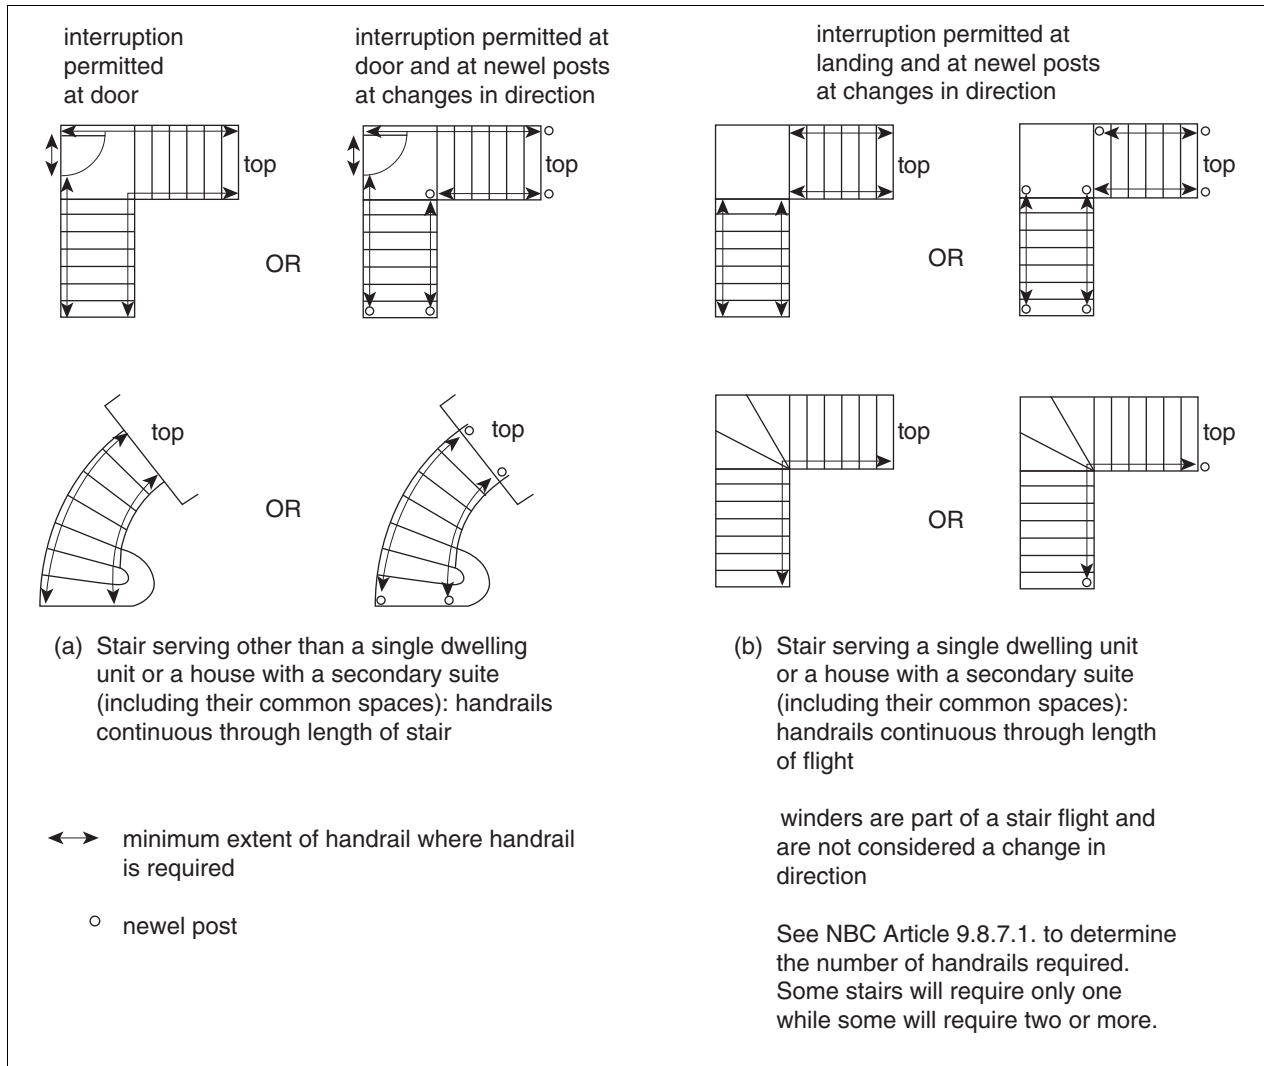 interruption
permitted
at door
interruption permitted at
door and at newel posts
at changes in direction
interruption permitted at
landing and at newel posts
at changes in direction
top
top
top
top
OR
OR
top
top
top
top
OR
OR
(a) Stair serving other than a single dwelling
unit or a house with a secondary suite
(including their common spaces): handrails
continuous through length of stair
minimum extent of handrail where handrail
is required
newel post
(b) Stair serving a single dwelling unit
or a house with a secondary suite
(including their common spaces):
handrails continuous through length
of flight
winders are part of a stair flight and
are not considered a change in
direction
See NBC Article 9.8.7.1. to determine
the number of handrails required.
Some stairs will require only one
while some will require two or more.